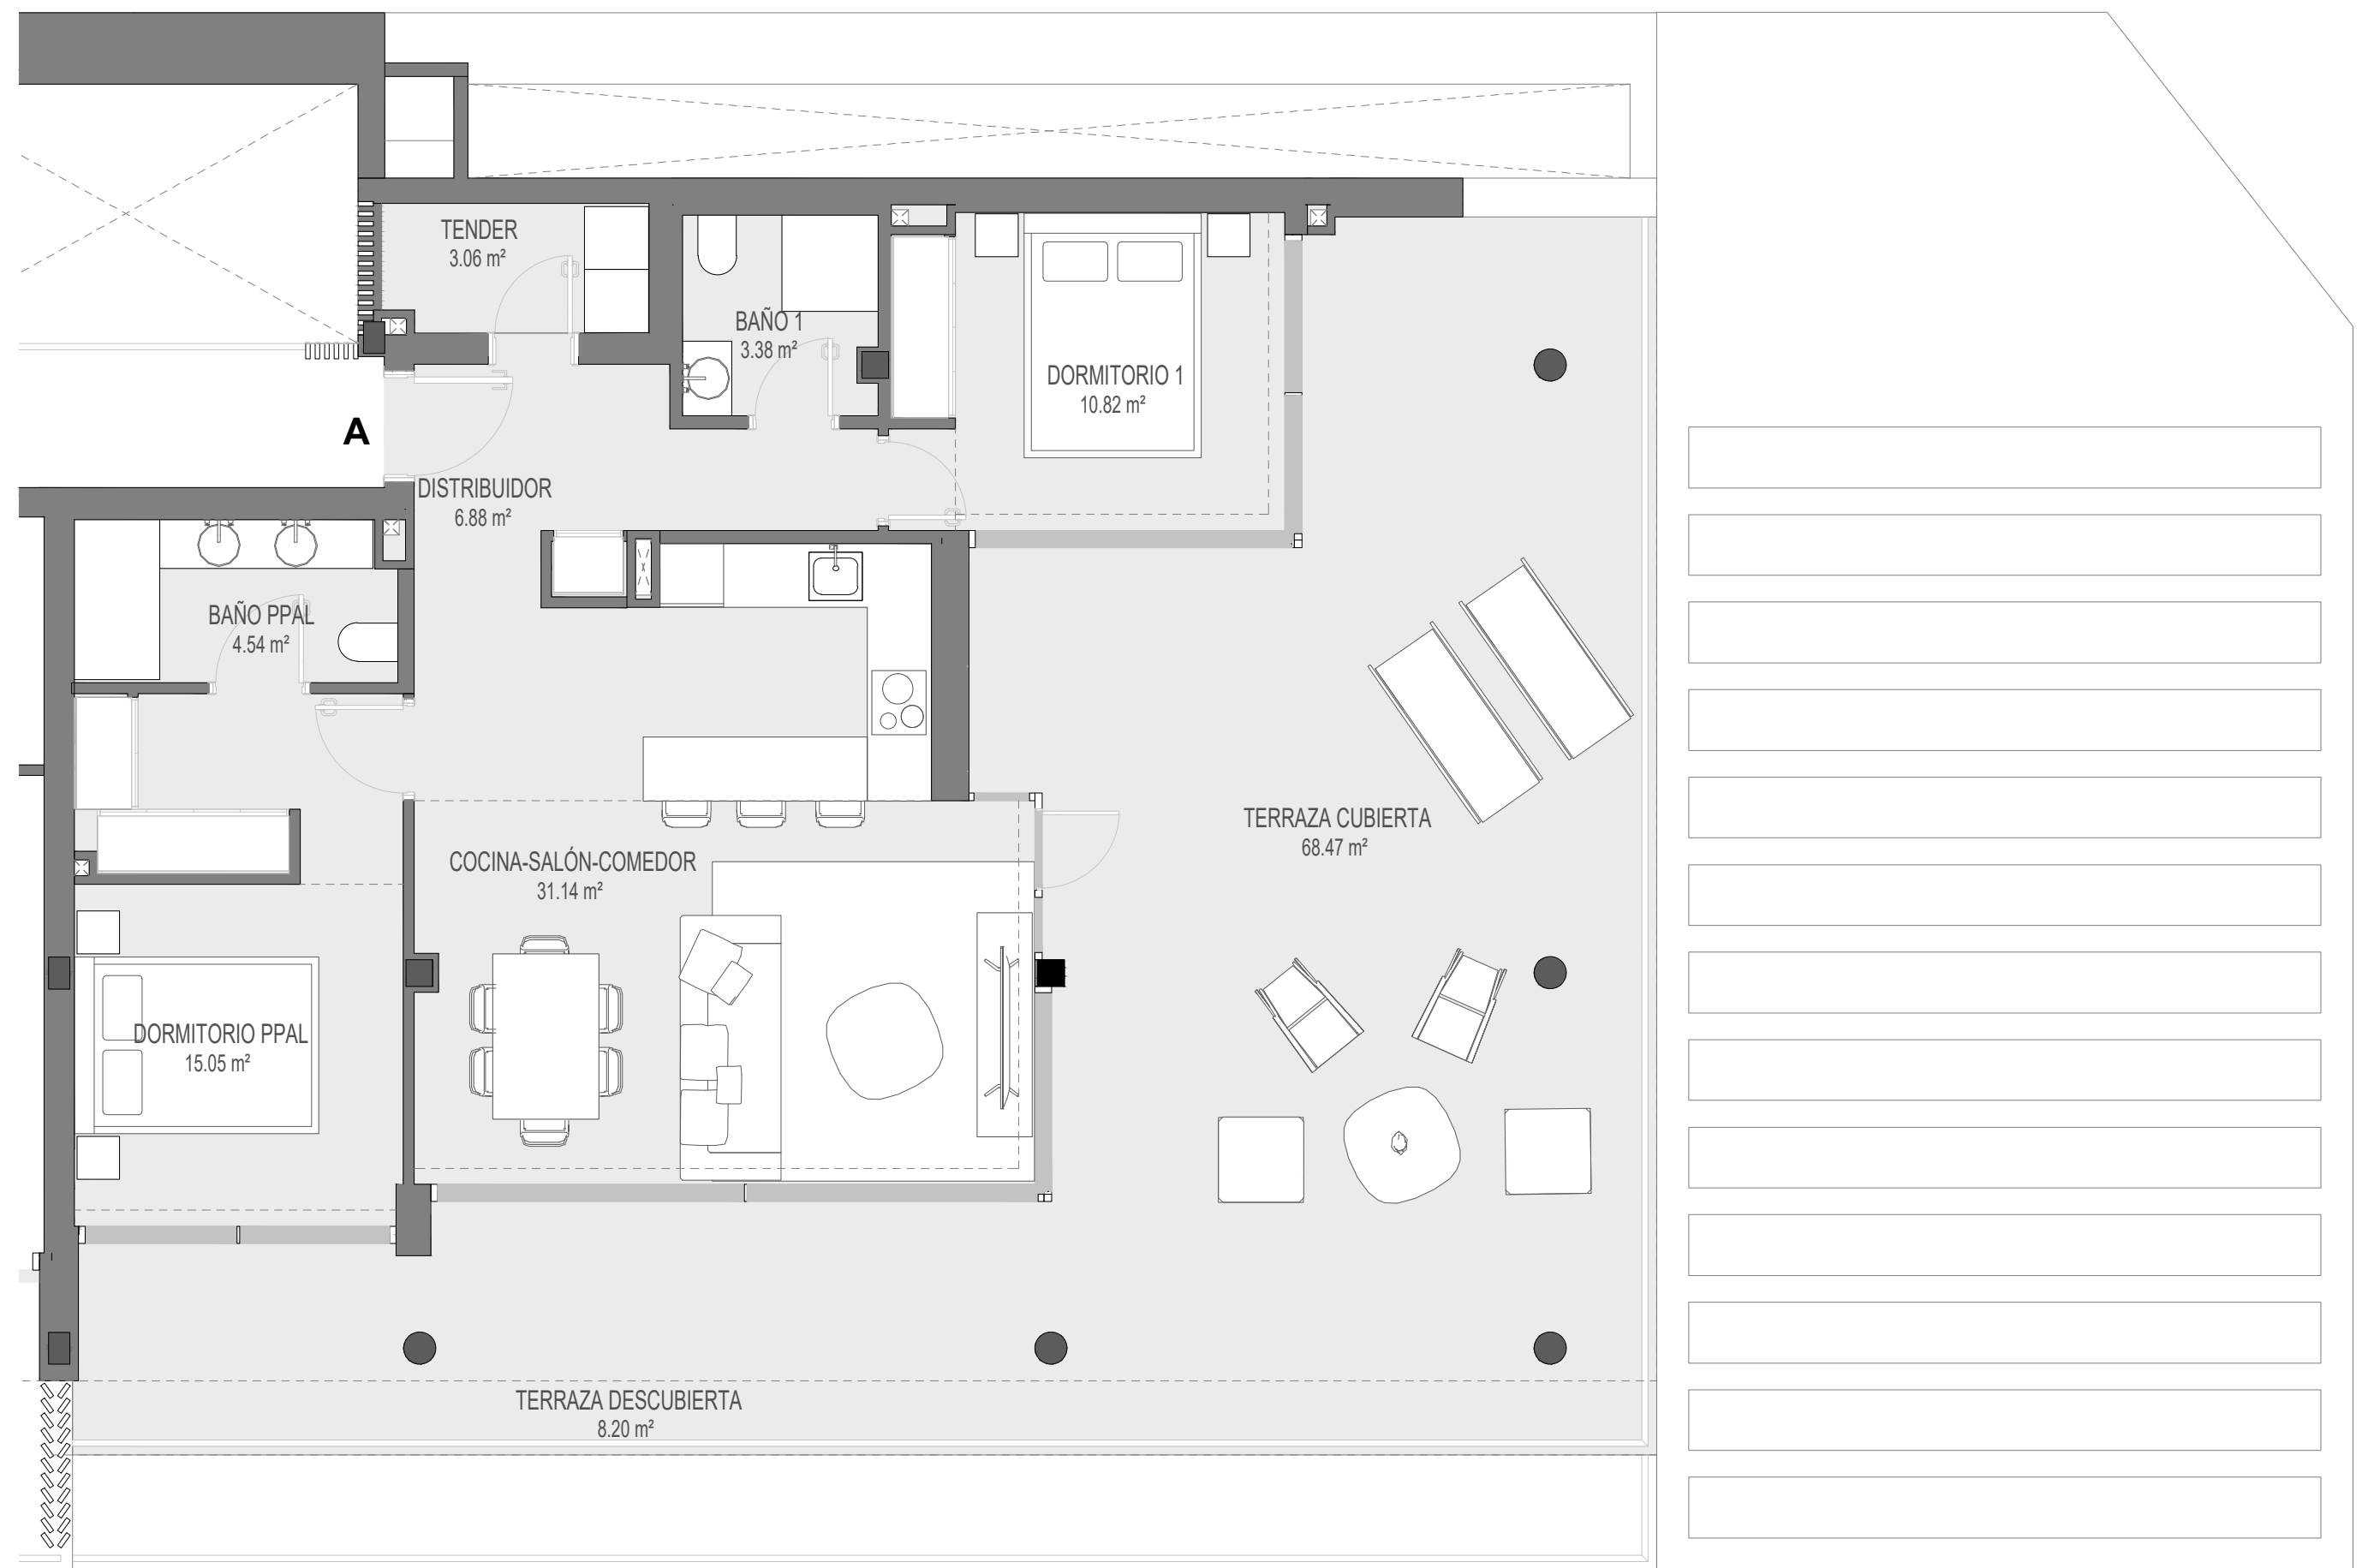 TENDER
3.06 m²
BAÑO 1
3.38 m²
DORMITORIO 1
10.82 m²
A
DISTRIBUIDOR
6.88 m²
BAÑO PPAL
4.54 m²
TERRAZA CUBIERTA
68.47 m²
COCINA-SALÓN-COMEDOR
31.14 m²
DORMITORIO PPAL
15.05 m²
TERRAZA DESCUBIERTA
8.20 m²